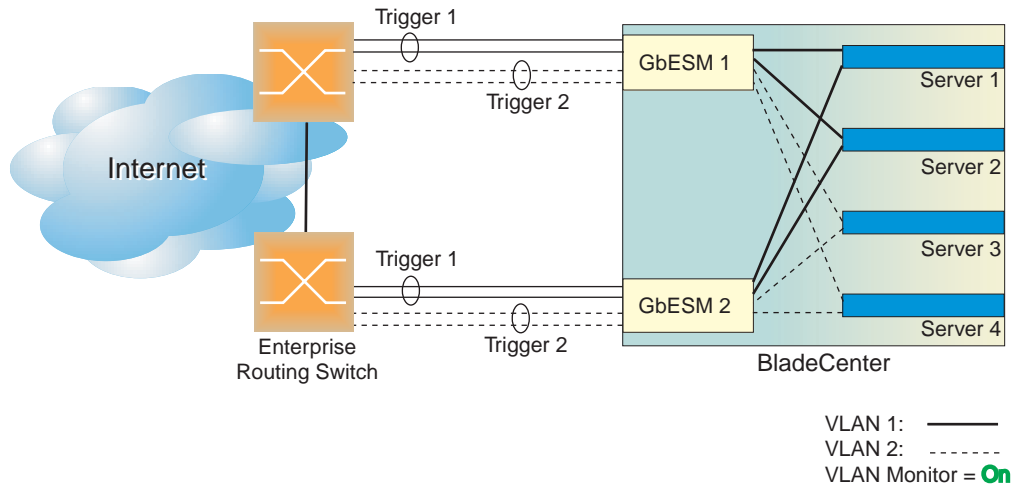 Trigger 1
GbESM 1
Server 1
Trigger 2
Server 2
Internet
Server 3
Trigger 1
GbESM 2
Trigger 2
Server 4
Enterprise
Routing Switch
BladeCenter
VLAN 1:
VLAN 2:
VLAN Monitor = On